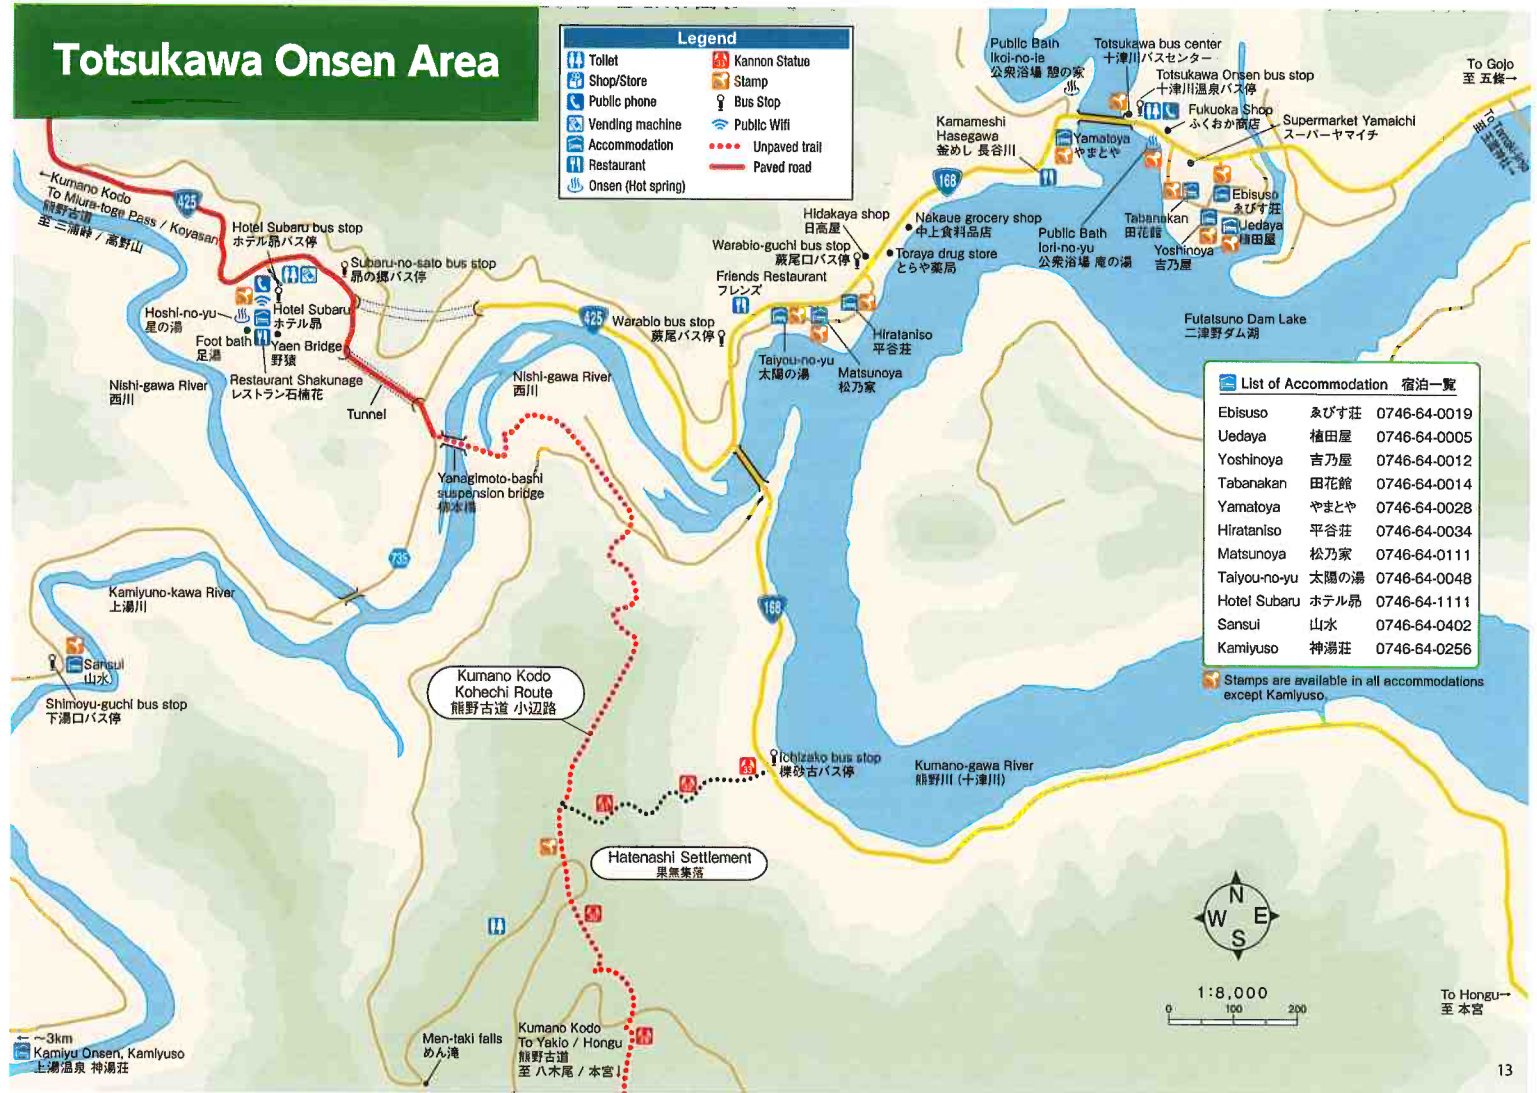 Totsukawa Onsen Area
Legend
Toilet
Shop/Store
Public phone
Vending machine
Accommodation
Restaurant
Onsen (Hot spring)
Kannon Statue
Stamp
Bus Stop
Public Wifi
Unpaved trail
Paved road
Public Bath
Ikoi-no-ie
公衆浴場 憩の家
Totsukawa bus center
十津川バスセンター
Totsukawa Onsen bus stop
十津川温泉バス停
To Gojo
至 五條→
Fukuoka Shop
ふくおか商店
Supermarket Yamaichi
スーパーヤマイチ
Kamameshi
Hasegawa
釜めし 長谷川
Yamatoya
やまとや
168
←Kumano Kodo
To Miura-toge Pass / Koyasan
熊野古道
至 三浦峠 / 高野山
425
Hotel Subaru bus stop
ホテル昴バス停
Subaru-no-sato bus stop
昴の郷バス停
Hidakaya shop
日高屋
Nakaue grocery shop
中上食料品店
Warabio-guchi bus stop
蕨尾口バス停
Toraya drug store
とらや薬局
Friends Restaurant
フレンズ
Public Bath
Iori-no-yu
公衆浴場 庵の湯
Tabanakan
田花館
Ebisuso
ゑびす荘
Uedaya
植田屋
Yoshinoya
吉乃屋
Hoshi-no-yu
星の湯
Hotel Subaru
ホテル昴
Foot bath
足湯
Yaen Bridge
野猿
Restaurant Shakunage
レストラン石楠花
Tunnel
425
Warabio bus stop
蕨尾バス停
Taiyou-no-yu
太陽の湯
Matsunoya
松乃家
Hirataniso
平谷荘
Futatsuno Dam Lake
二津野ダム湖
Nishi-gawa River
西川
Nishi-gawa River
西川
List of Accommodation 宿泊一覧
Ebisuso ゑびす荘 0746-64-0019
Uedaya 植田屋 0746-64-0005
Yoshinoya 吉乃屋 0746-64-0012
Tabanakan 田花館 0746-64-0014
Yamatoya やまとや 0746-64-0028
Hirataniso 平谷荘 0746-64-0034
Matsunoya 松乃家 0746-64-0111
Taiyou-no-yu 太陽の湯 0746-64-0048
Hotel Subaru ホテル昴 0746-64-1111
Sansui 山水 0746-64-0402
Kamiyuso 神湯荘 0746-64-0256
Stamps are available in all accommodations
except Kamiyuso.
Yanagimoto-bashi
suspension bridge
柳本橋
735
168
Kamiyuno-kawa River
上湯川
Sansui
山水
Shimoyu-guchi bus stop
下湯口バス停
Kumano Kodo
Kohechi Route
熊野古道 小辺路
Ichizako bus stop
櫟砂古バス停
33
Kumano-gawa River
熊野川 (十津川)
Hatenashi Settlement
果無集落
N
W E
S
1:8,000
0 100 200
To Hongu→
至 本宮
←~3km
Kamiyu Onsen, Kamiyuso
上湯温泉 神湯荘
Men-taki falls
めん滝
Kumano Kodo
To Yakio / Hongu
熊野古道
至 八木尾 / 本宮↓
13